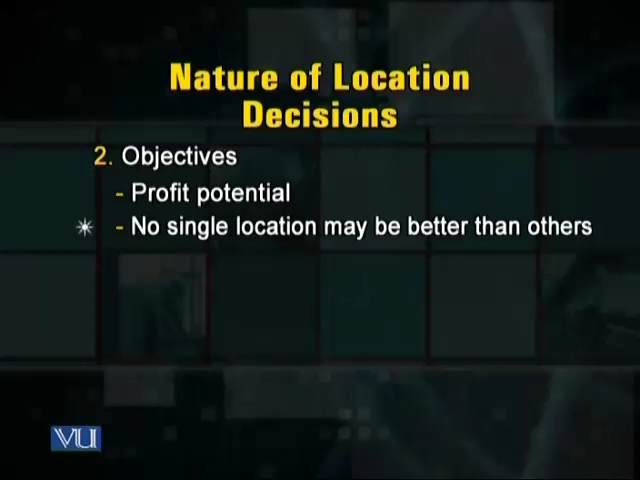 Nature of Location
Decisions
2. Objectives
- Profit potential
- No single location may be better than others
VU